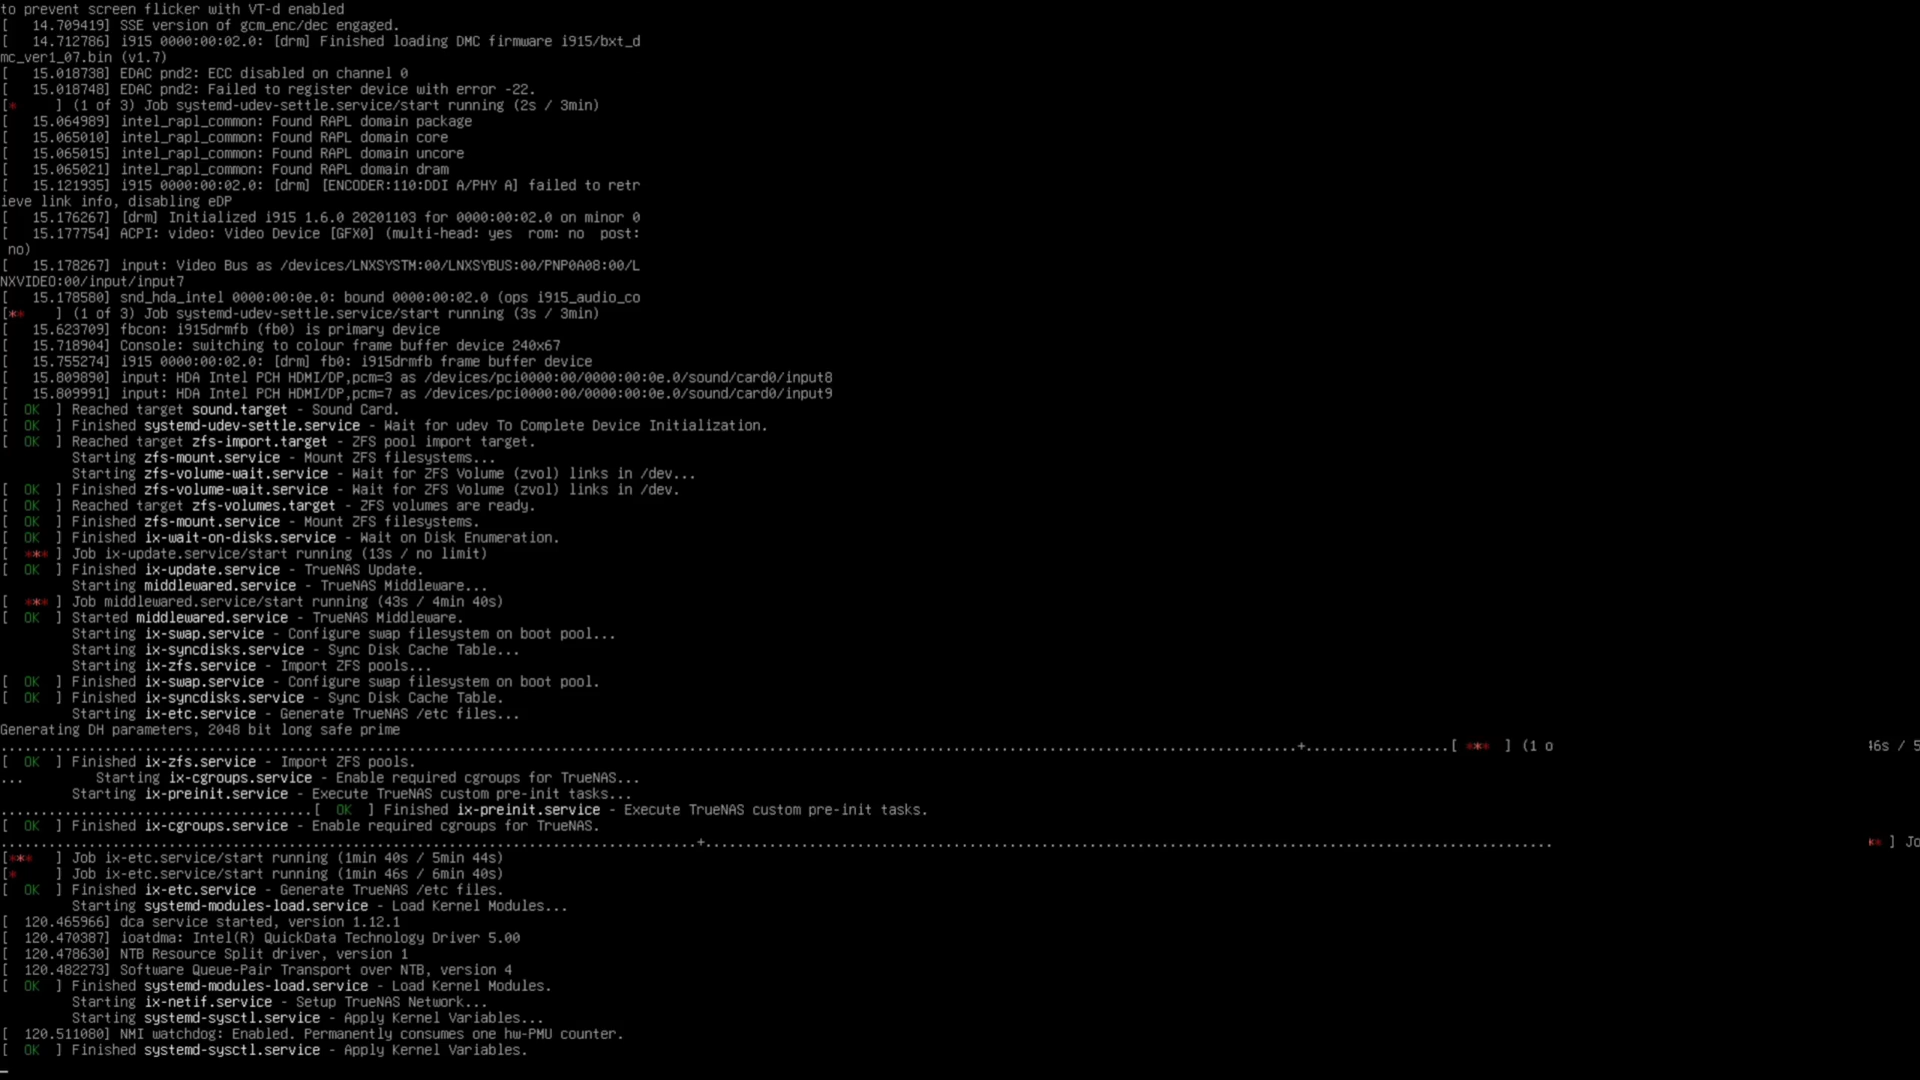 to prevent screen flicker with VT-d enabled
[   14.709419] SSE version of gcm_enc/dec engaged.
[   14.712786] i915 0000:00:02.0: [drm] Finished loading DMC firmware i915/bxt_d
mc_ver1_07.bin (v1.7)
[   15.018738] EDAC pnd2: ECC disabled on channel 0
[   15.018748] EDAC pnd2: Failed to register device with error -22.
[*     ] (1 of 3) Job systemd-udev-settle.service/start running (2s / 3min)
[   15.064989] intel_rapl_common: Found RAPL domain package
[   15.065010] intel_rapl_common: Found RAPL domain core
[   15.065015] intel_rapl_common: Found RAPL domain uncore
[   15.065021] intel_rapl_common: Found RAPL domain dram
[   15.121935] i915 0000:00:02.0: [drm] [ENCODER:110:DDI A/PHY A] failed to retr
ieve link info, disabling eDP
[   15.176267] [drm] Initialized i915 1.6.0 20201103 for 0000:00:02.0 on minor 0
[   15.177754] ACPI: video: Video Device [GFX0] (multi-head: yes  rom: no  post:
 no)
[   15.178267] input: Video Bus as /devices/LNXSYSTM:00/LNXSYBUS:00/PNP0A08:00/L
NXVIDEO:00/input/input7
[   15.178580] snd_hda_intel 0000:00:0e.0: bound 0000:00:02.0 (ops i915_audio_co
[**    ] (1 of 3) Job systemd-udev-settle.service/start running (3s / 3min)
[   15.623709] fbcon: i915drmfb (fb0) is primary device
[   15.718904] Console: switching to colour frame buffer device 240x67
[   15.755274] i915 0000:00:02.0: [drm] fb0: i915drmfb frame buffer device
[   15.809890] input: HDA Intel PCH HDMI/DP,pcm=3 as /devices/pci0000:00/0000:00:0e.0/sound/card0/input8
[   15.809991] input: HDA Intel PCH HDMI/DP,pcm=7 as /devices/pci0000:00/0000:00:0e.0/sound/card0/input9
[  OK  ] Reached target sound.target - Sound Card.
[  OK  ] Finished systemd-udev-settle.service - Wait for udev To Complete Device Initialization.
[  OK  ] Reached target zfs-import.target - ZFS pool import target.
         Starting zfs-mount.service - Mount ZFS filesystems...
         Starting zfs-volume-wait.service - Wait for ZFS Volume (zvol) links in /dev...
[  OK  ] Finished zfs-volume-wait.service - Wait for ZFS Volume (zvol) links in /dev.
[  OK  ] Reached target zfs-volumes.target - ZFS volumes are ready.
[  OK  ] Finished zfs-mount.service - Mount ZFS filesystems.
[  OK  ] Finished ix-wait-on-disks.service - Wait on Disk Enumeration.
[  *** ] Job ix-update.service/start running (13s / no limit)
[  OK  ] Finished ix-update.service - TrueNAS Update.
         Starting middlewared.service - TrueNAS Middleware...
[  *** ] Job middlewared.service/start running (43s / 4min 40s)
[  OK  ] Started middlewared.service - TrueNAS Middleware.
         Starting ix-swap.service - Configure swap filesystem on boot pool...
         Starting ix-syncdisks.service - Sync Disk Cache Table...
         Starting ix-zfs.service - Import ZFS pools...
[  OK  ] Finished ix-swap.service - Configure swap filesystem on boot pool.
[  OK  ] Finished ix-syncdisks.service - Sync Disk Cache Table.
         Starting ix-etc.service - Generate TrueNAS /etc files...
Generating DH parameters, 2048 bit long safe prime
..................................................................................................................................................................+..................[ *** ] (1 o 46s / 5
[  OK  ] Finished ix-zfs.service - Import ZFS pools.
...         Starting ix-cgroups.service - Enable required cgroups for TrueNAS...
         Starting ix-preinit.service - Execute TrueNAS custom pre-init tasks...
.......................................[  OK  ] Finished ix-preinit.service - Execute TrueNAS custom pre-init tasks.
[  OK  ] Finished ix-cgroups.service - Enable required cgroups for TrueNAS.
.......................................................................................+.......................................................................................................... ** ] Jo
[***   ] Job ix-etc.service/start running (1min 40s / 5min 44s)
[*     ] Job ix-etc.service/start running (1min 46s / 6min 40s)
[  OK  ] Finished ix-etc.service - Generate TrueNAS /etc files.
         Starting systemd-modules-load.service - Load Kernel Modules...
[  120.465966] dca service started, version 1.12.1
[  120.470387] ioatdma: Intel(R) QuickData Technology Driver 5.00
[  120.478630] NTB Resource Split driver, version 1
[  120.482273] Software Queue-Pair Transport over NTB, version 4
[  OK  ] Finished systemd-modules-load.service - Load Kernel Modules.
         Starting ix-netif.service - Setup TrueNAS Network...
         Starting systemd-sysctl.service - Apply Kernel Variables...
[  120.511080] NMI watchdog: Enabled. Permanently consumes one hw-PMU counter.
[  OK  ] Finished systemd-sysctl.service - Apply Kernel Variables.